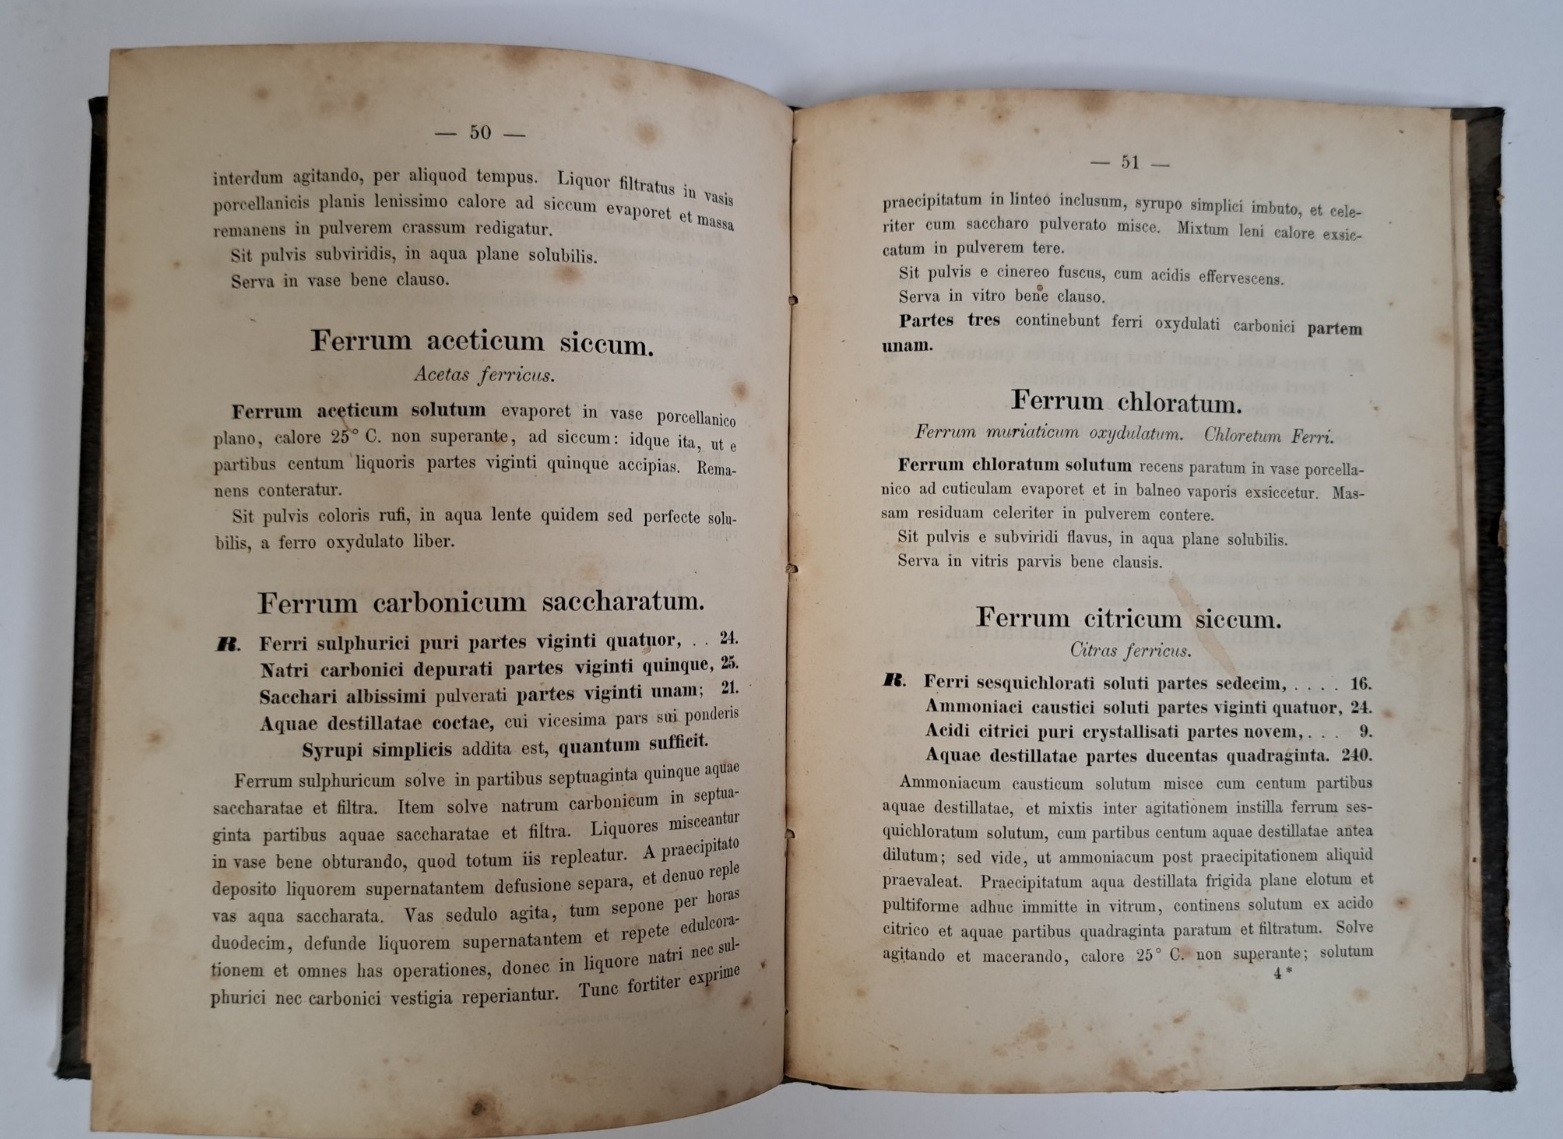 — 50 —
interdum agitando, per aliquod tempus. Liquor filtratus in vasis
porcellanicis planis lenissimo calore ad siccum evaporet et massa
remanens in pulverem crassum redigatur.
Sit pulvis subviridis, in aqua plane solubilis.
Serva in vase bene clauso.
Ferrum aceticum siccum.
Acetas ferricus.
Ferrum aceticum solutum evaporet in vase porcellanico
plano, calore 25° C. non superante, ad siccum: idque ita, ut e
partibus centum liquoris partes viginti quinque accipias. Rema-
nens conteratur.
Sit pulvis coloris rufi, in aqua lente quidem sed perfecte solu-
bilis, a ferro oxydulato liber.
Ferrum carbonicum saccharatum.
R. Ferri sulphurici puri partes viginti quatuor, . . 24.
Natri carbonici depurati partes viginti quinque, 25.
Sacchari albissimi pulverati partes viginti unam; 21.
Aquae destillatae coctae, cui vicesima pars sui ponderis
Syrupi simplicis addita est, quantum sufficit.
Ferrum sulphuricum solve in partibus septuaginta quinque aquae
saccharatae et filtra. Item solve natrum carbonicum in septua-
ginta partibus aquae saccharatae et filtra. Liquores misceantur
in vase bene obturando, quod totum iis repleatur. A praecipitato
deposito liquorem supernatantem defusione separa, et denuo reple
vas aqua saccharata. Vas sedulo agita, tum sepone per horas
duodecim, defunde liquorem supernatantem et repete edulcora-
tionem et omnes has operationes, donec in liquore natri nec sul-
phurici nec carbonici vestigia reperiantur. Tunc fortiter exprime
— 51 —
praecipitatum in linteo inclusum, syrupo simplici imbuto, et cele-
riter cum saccharo pulverato misce. Mixtum leni calore exsic-
catum in pulverem tere.
Sit pulvis e cinereo fuscus, cum acidis effervescens.
Serva in vitro bene clauso.
Partes tres continebunt ferri oxydulati carbonici partem
unam.
Ferrum chloratum.
Ferrum muriaticum oxydulatum. Chloretum Ferri.
Ferrum chloratum solutum recens paratum in vase porcella-
nico ad cuticulam evaporet et in balneo vaporis exsiccetur. Mas-
sam residuam celeriter in pulverem contere.
Sit pulvis e subviridi flavus, in aqua plane solubilis.
Serva in vitris parvis bene clausis.
Ferrum citricum siccum.
Citras ferricus.
R. Ferri sesquichlorati soluti partes sedecim, . . . . 16.
Ammoniaci caustici soluti partes viginti quatuor, 24.
Acidi citrici puri crystallisati partes novem, . . . 9.
Aquae destillatae partes ducentas quadraginta. 240.
Ammoniacum causticum solutum misce cum centum partibus
aquae destillatae, et mixtis inter agitationem instilla ferrum ses-
quichloratum solutum, cum partibus centum aquae destillatae antea
dilutum; sed vide, ut ammoniacum post praecipitationem aliquid
praevaleat. Praecipitatum aqua destillata frigida plane elotum et
pultiforme adhuc immitte in vitrum, continens solutum ex acido
citrico et aquae partibus quadraginta paratum et filtratum. Solve
agitando et macerando, calore 25° C. non superante; solutum
4*